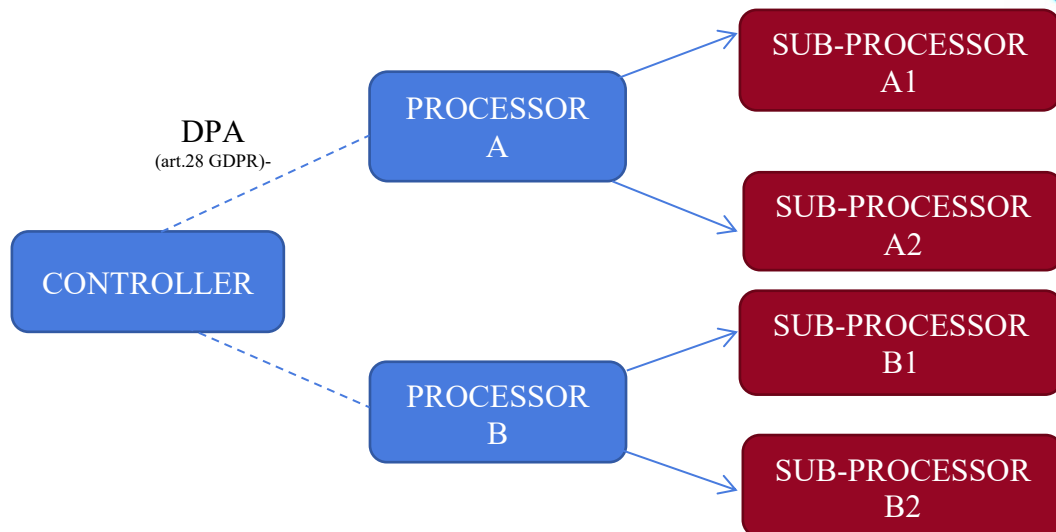 SUB-PROCESSOR
A1
PROCESSOR
A
DPA
(art.28 GDPR)-
SUB-PROCESSOR
A2
CONTROLLER
SUB-PROCESSOR
B1
PROCESSOR
B
SUB-PROCESSOR
B2